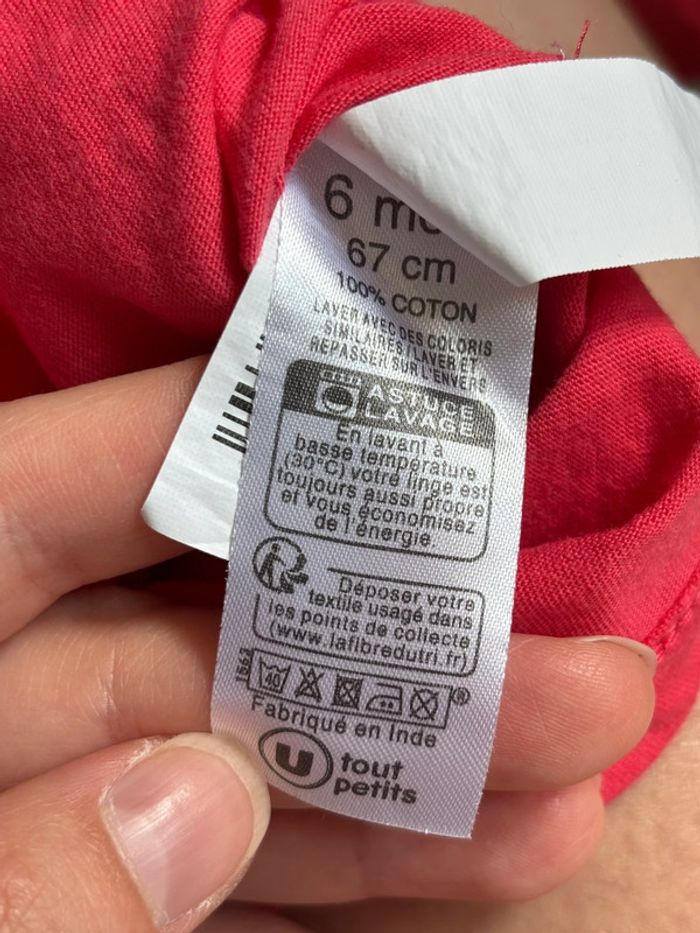 6
67 cm
100% COTON
LAVER AVEC DES COLORIS
SIMILAIRES/LAVER ET
REPASSER SUR L'ENVERS
ASTUCE
LAVAGE
En lavant à
basse température
(30°C) votre linge est
toujours aussi propre
et vous économisez
de l'énergie.
Déposer votre
textile usagé dans
les points de collecte
(www.lafibredutri.fr)
40
®
Fabriqué en Inde
U tout
petits